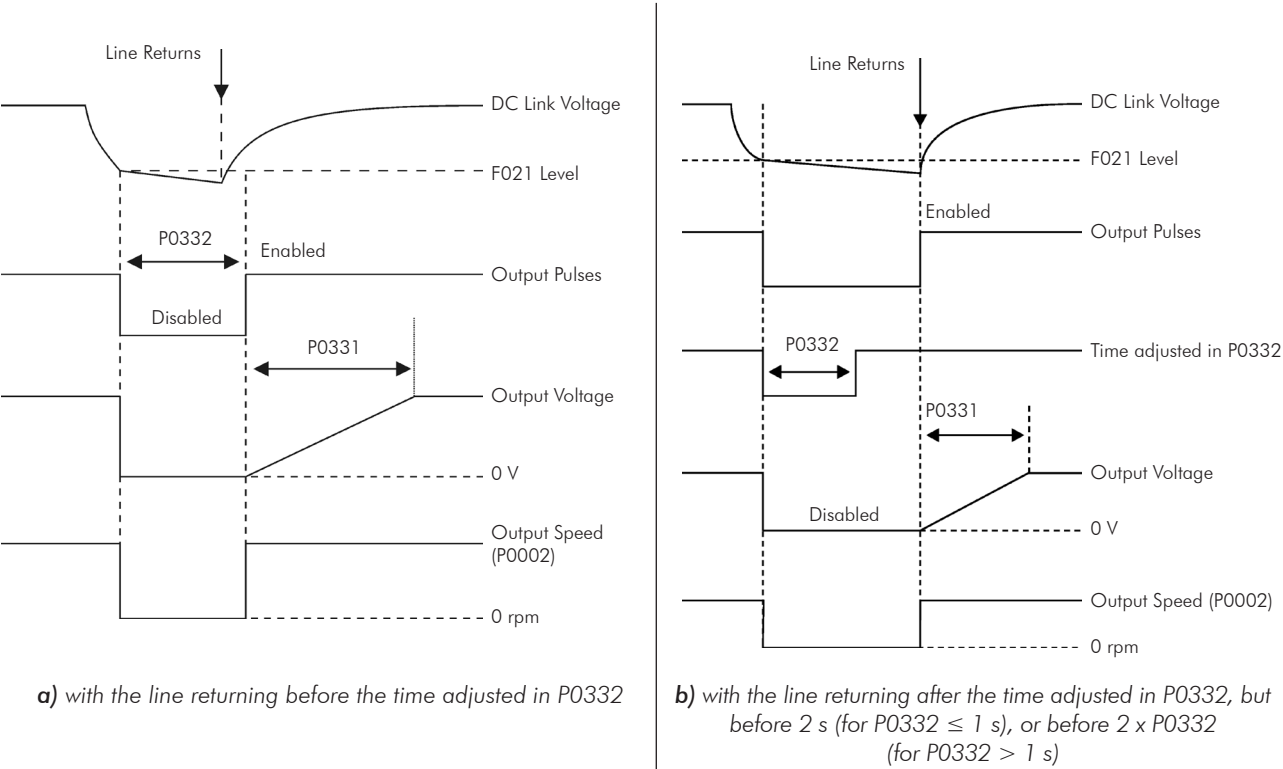 Line Returns
DC Link Voltage
F021 Level
P0332
Enabled
Output Pulses
Disabled
P0331
Output Voltage
0 V
Output Speed
(P0002)
0 rpm
a) with the line returning before the time adjusted in P0332
Line Returns
DC Link Voltage
F021 Level
Enabled
Output Pulses
P0332
Time adjusted in P0332
P0331
Output Voltage
Disabled
0 V
Output Speed (P0002)
0 rpm
b) with the line returning after the time adjusted in P0332, but
before 2 s (for P0332 ≤ 1 s), or before 2 x P0332
(for P0332 > 1 s)